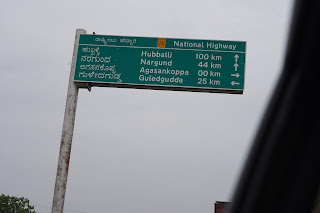 ರಾಷ್ಟ್ರೀಯ ಹೆದ್ದಾರಿ National Highway
ಹುಬ್ಬಳ್ಳಿ Hubballi 100 km ↑
ನರಗುಂದ Nargund 44 km ↑
ಅಗಸನಕೊಪ್ಪ Agasankoppa 00 km →
ಗುಳೇದಗುಡ್ಡ Guledgudda 25 km ←